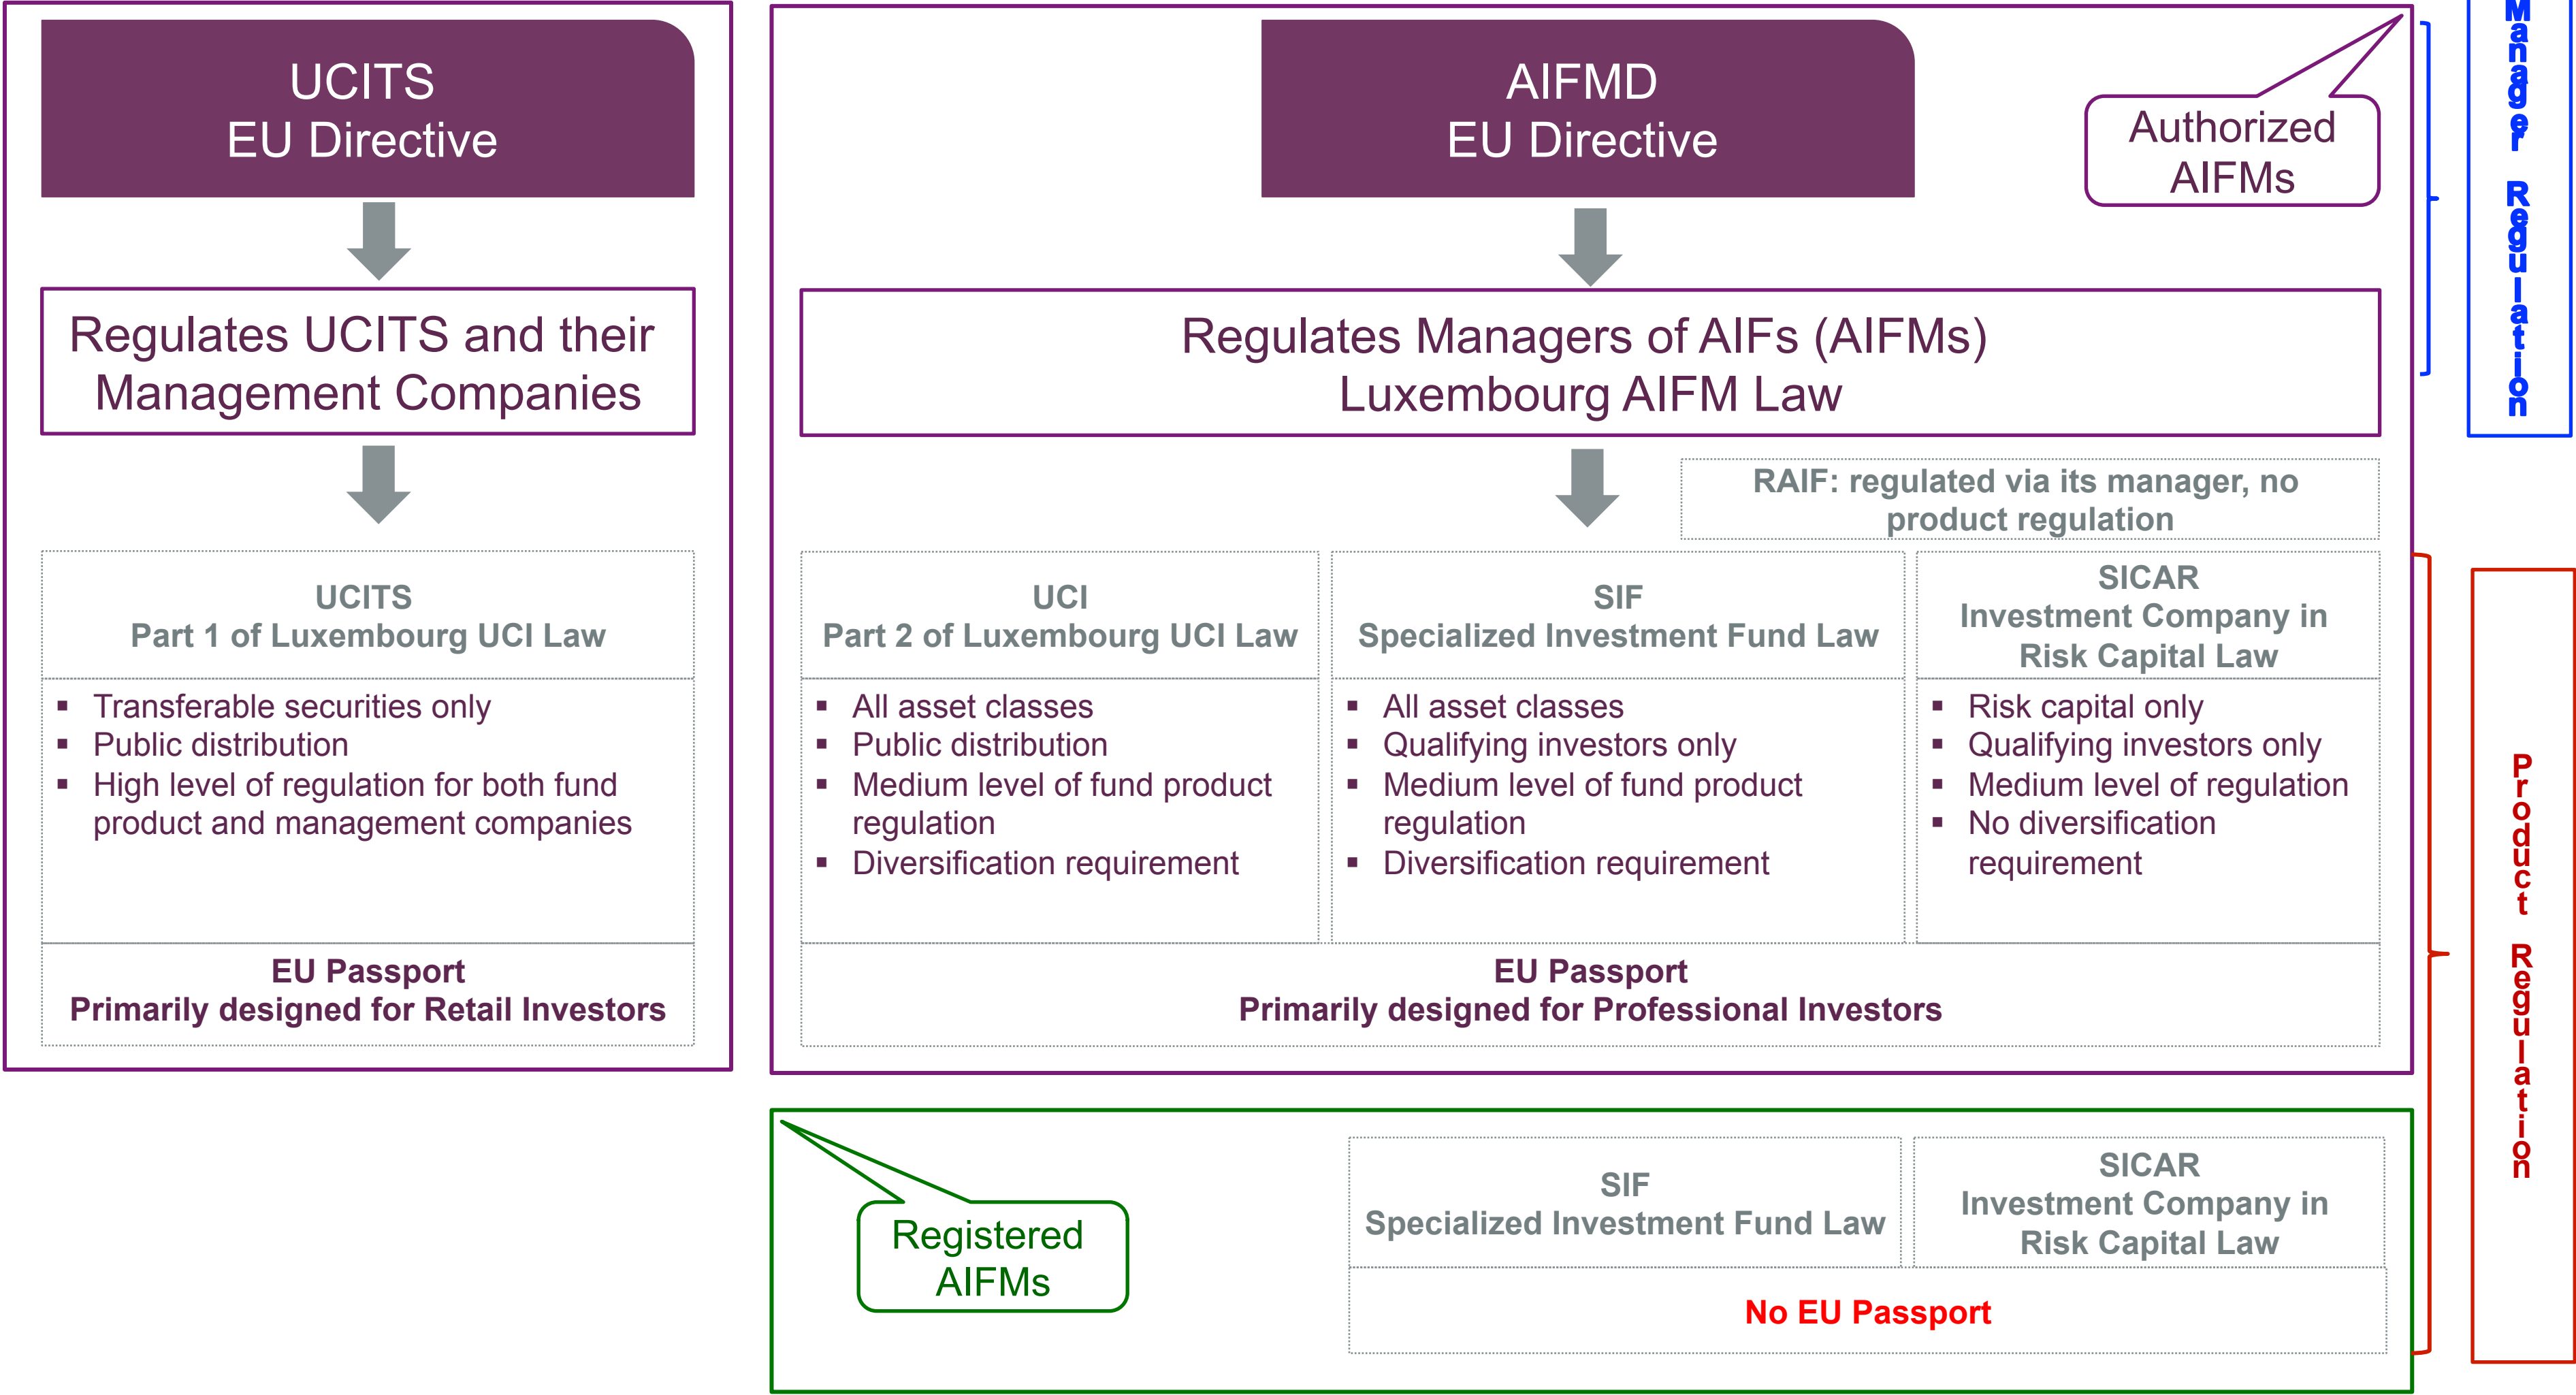 UCITS
EU Directive
Regulates UCITS and their
Management Companies
UCITS
Part 1 of Luxembourg UCI Law
▪ Transferable securities only
▪ Public distribution
▪ High level of regulation for both fund
product and management companies
EU Passport
Primarily designed for Retail Investors
AIFMD
EU Directive
Authorized
AIFMs
Regulates Managers of AIFs (AIFMs)
Luxembourg AIFM Law
RAIF: regulated via its manager, no
product regulation
UCI
Part 2 of Luxembourg UCI Law
▪ All asset classes
▪ Public distribution
▪ Medium level of fund product
regulation
▪ Diversification requirement
SIF
Specialized Investment Fund Law
▪ All asset classes
▪ Qualifying investors only
▪ Medium level of fund product
regulation
▪ Diversification requirement
SICAR
Investment Company in
Risk Capital Law
▪ Risk capital only
▪ Qualifying investors only
▪ Medium level of regulation
▪ No diversification
requirement
EU Passport
Primarily designed for Professional Investors
Registered
AIFMs
SIF
Specialized Investment Fund Law
SICAR
Investment Company in
Risk Capital Law
No EU Passport
Manager Regulation
Product Regulation